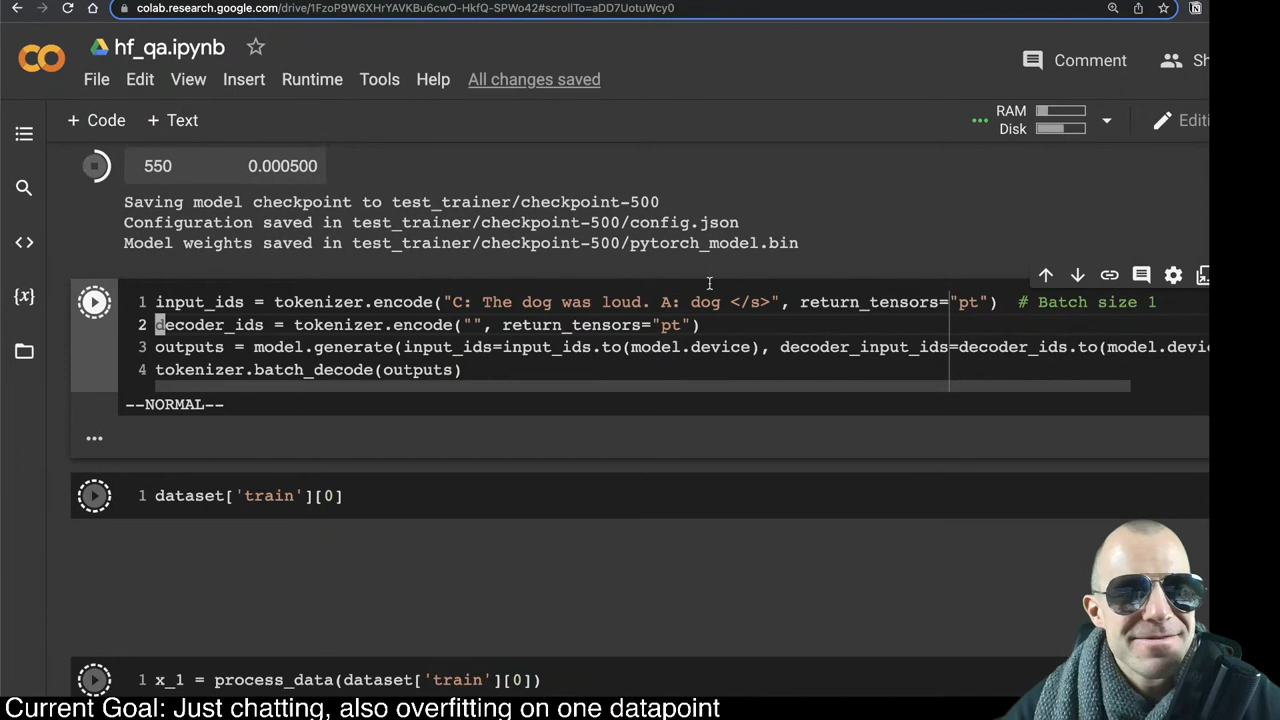 colab.research.google.com/drive/1FzoP9W6XHrYAVKBu6cwO-HkfQ-SPWo42#scrollTo=aDD7UotuWcy0
hf_qa.ipynb
File Edit View Insert Runtime Tools Help All changes saved
Comment Sh
+ Code + Text
RAM
Disk
Editi
550 0.000500
Saving model checkpoint to test_trainer/checkpoint-500
Configuration saved in test_trainer/checkpoint-500/config.json
Model weights saved in test_trainer/checkpoint-500/pytorch_model.bin
1 input_ids = tokenizer.encode("C: The dog was loud. A: dog </s>", return_tensors="pt")  # Batch size 1
2 decoder_ids = tokenizer.encode("", return_tensors="pt")
3 outputs = model.generate(input_ids=input_ids.to(model.device), decoder_input_ids=decoder_ids.to(model.devic
4 tokenizer.batch_decode(outputs)
--NORMAL--
1 dataset['train'][0]
x_1 = process_data(dataset['train'][0])
Current Goal: Just chatting, also overfitting on one datapoint